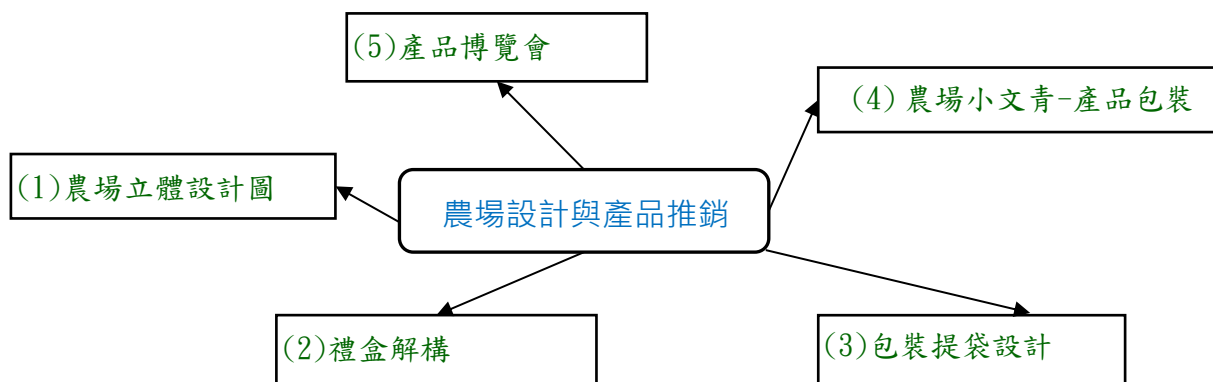 (5)產品博覽會
(4)農場小文青-產品包裝
(1)農場立體設計圖
農場設計與產品推銷
(2)禮盒解構
(3)包裝提袋設計